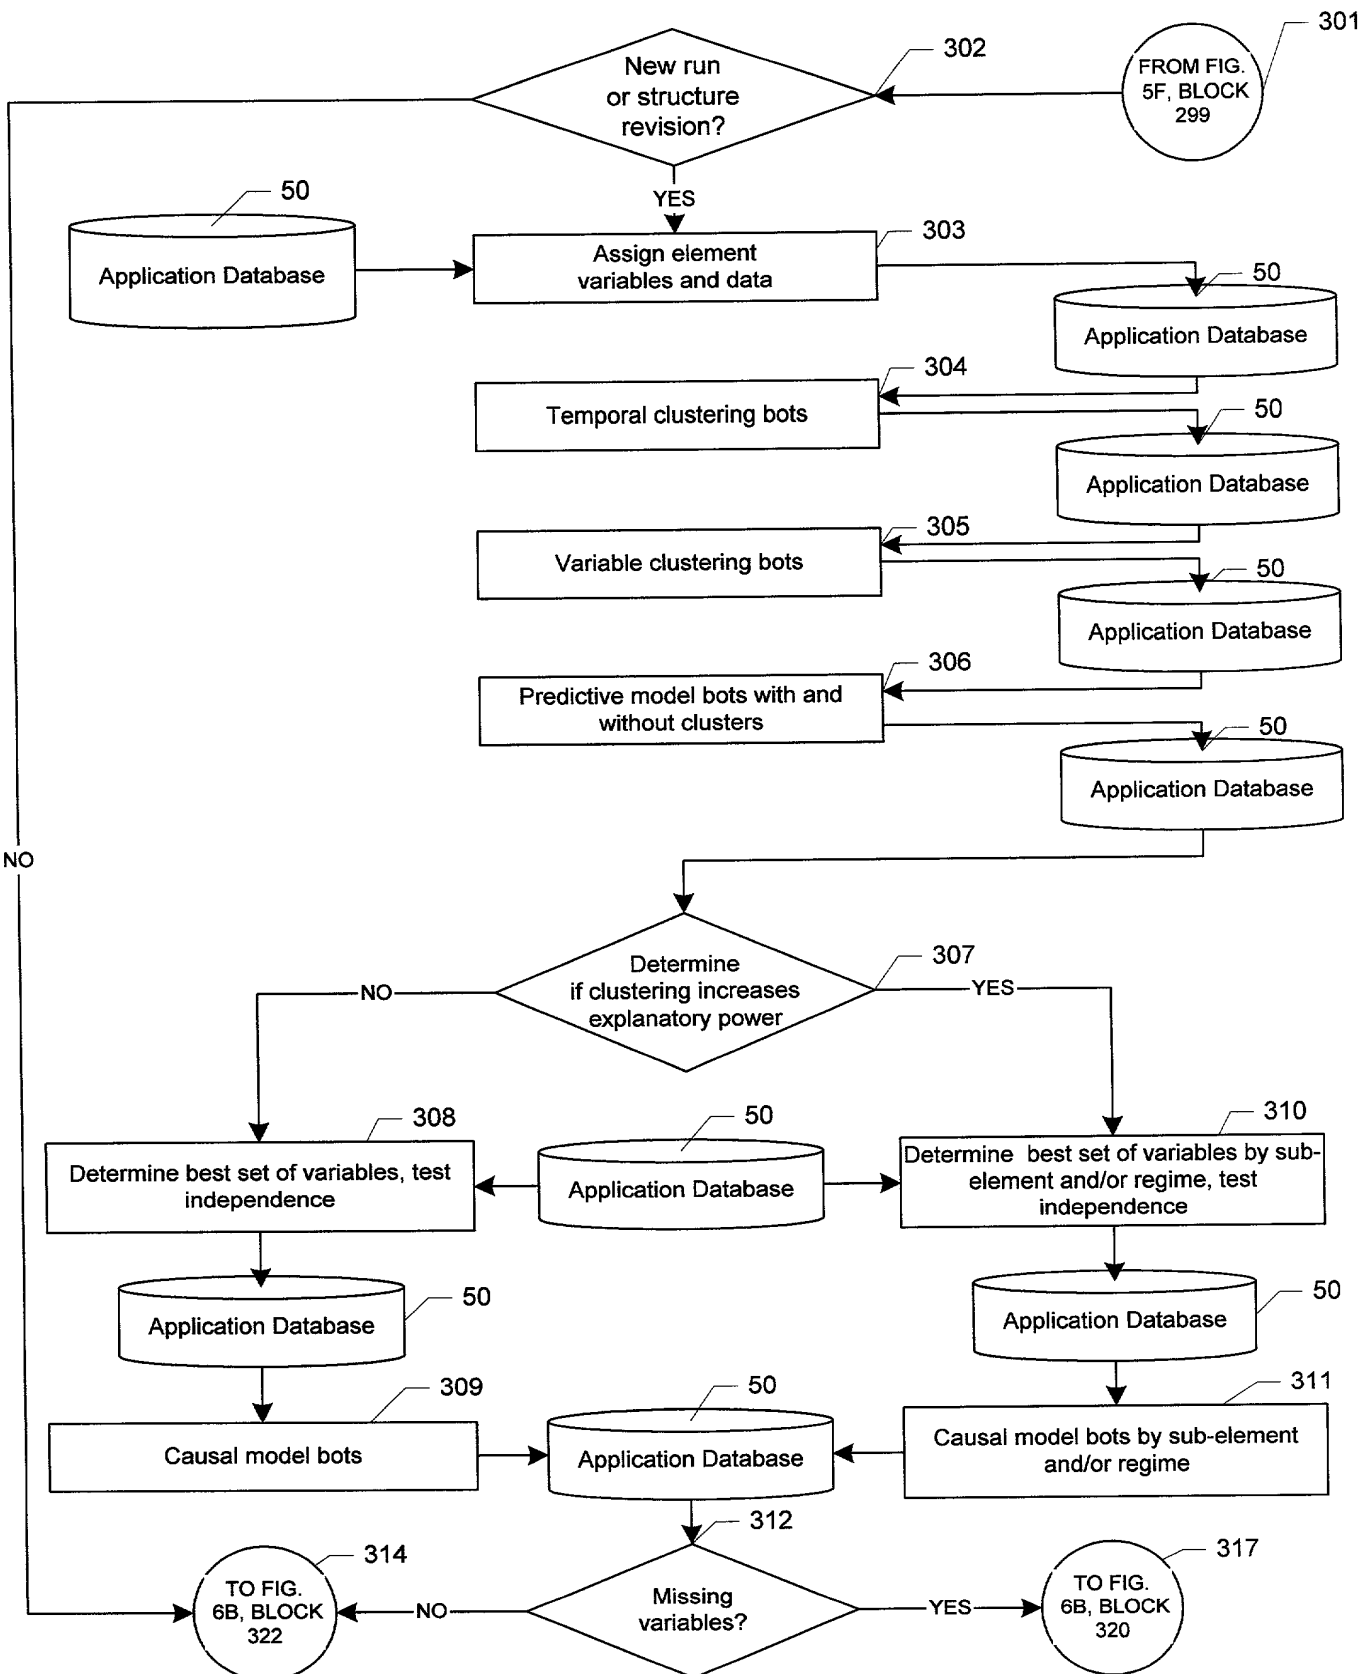 301
302
New run
or structure
revision?
FROM FIG.
5F, BLOCK
299
YES
50
Application Database
303
Assign element
variables and data
50
Application Database
304
Temporal clustering bots
50
Application Database
305
Variable clustering bots
50
Application Database
306
Predictive model bots with and
without clusters
50
Application Database
NO
307
Determine
if clustering increases
explanatory power
NO
YES
308
Determine best set of variables, test
independence
50
Application Database
310
Determine best set of variables by sub-
element and/or regime, test
independence
50
Application Database
50
Application Database
309
Causal model bots
50
Application Database
311
Causal model bots by sub-element
and/or regime
312
Missing
variables?
314
TO FIG.
6B, BLOCK
322
NO
YES
317
TO FIG.
6B, BLOCK
320